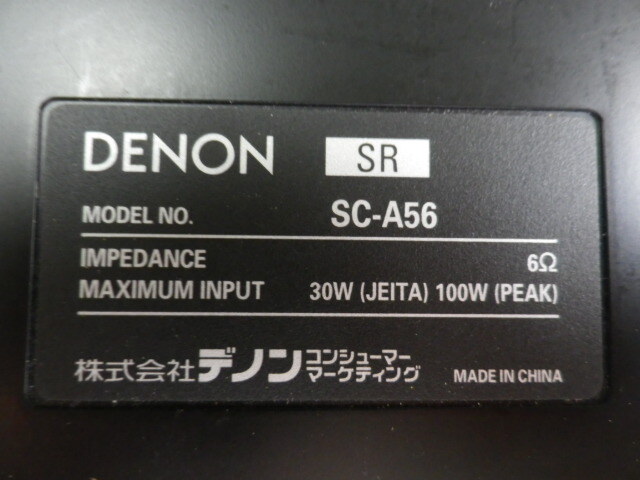 DENON SR
MODEL NO. SC-A56
IMPEDANCE 6Ω
MAXIMUM INPUT 30W (JEITA) 100W (PEAK)
株式会社デノン コンシューマー
マーケティング MADE IN CHINA